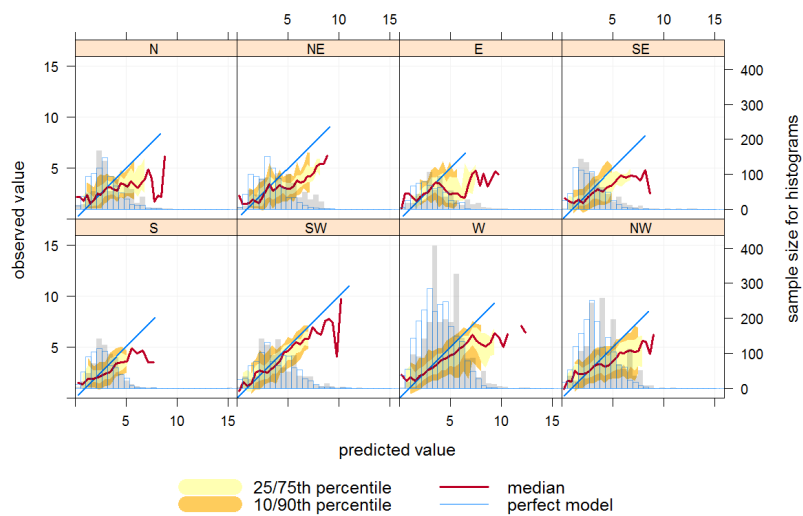 5 10 15 5 10 15
N NE E SE
15
10
5
400
300
200
100
0
S SW W NW
15
10
5
400
300
200
100
0
5 10 15 5 10 15
observed value
sample size for histograms
predicted value
25/75th percentile median
10/90th percentile perfect model